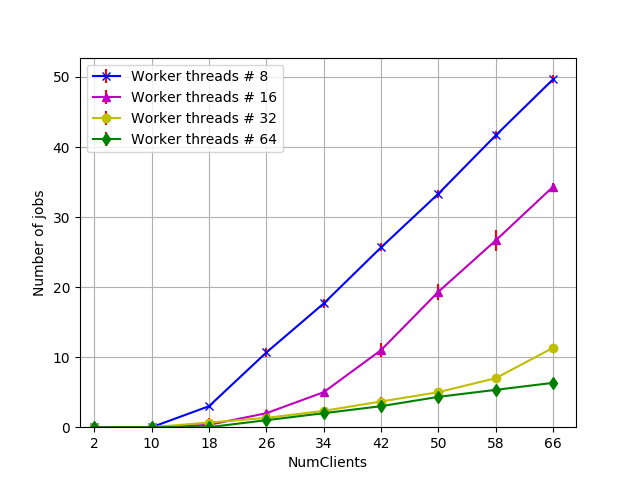 Worker threads # 8
Worker threads # 16
Worker threads # 32
Worker threads # 64
50
40
30
20
10
0
Number of jobs
2 10 18 26 34 42 50 58 66
NumClients